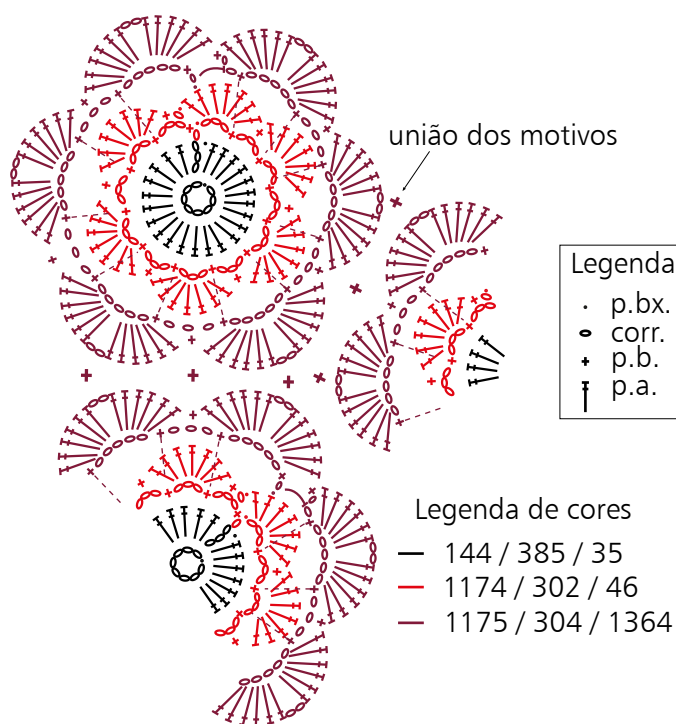 união dos motivos
Legenda
p.bx.
corr.
p.b.
p.a.
Legenda de cores
144 / 385 / 35
1174 / 302 / 46
1175 / 304 / 1364